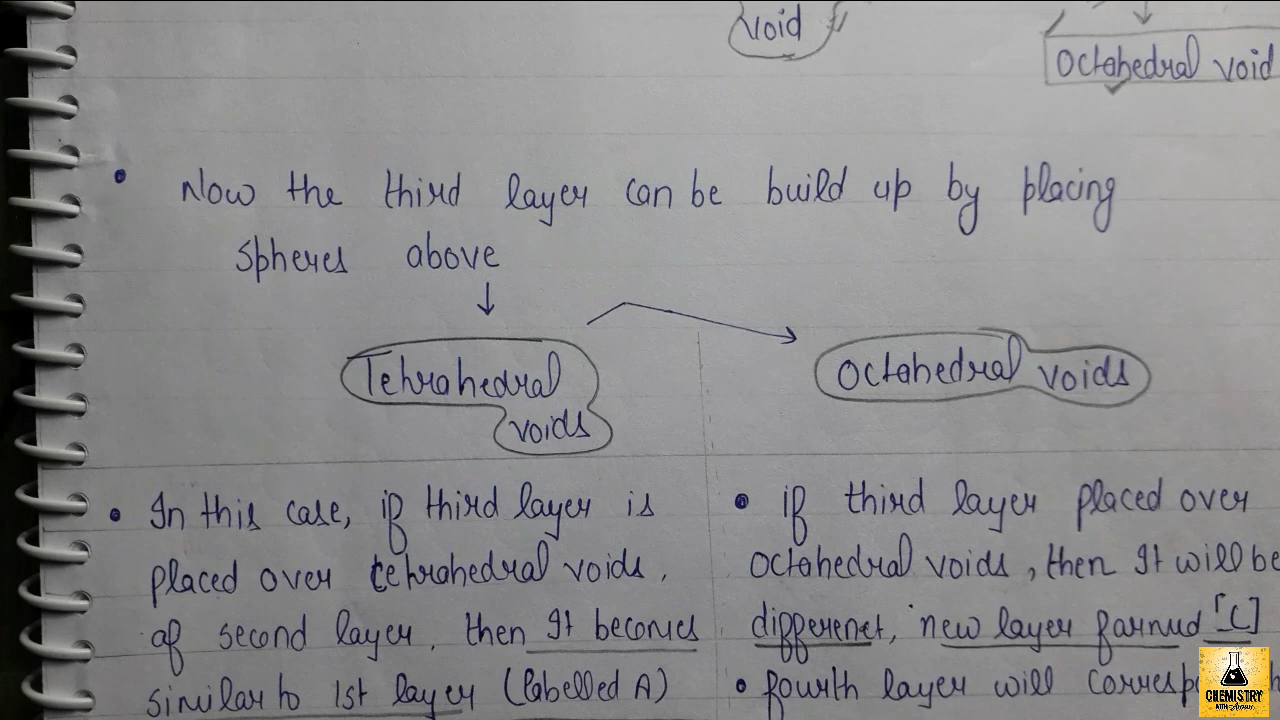 void
Octahedral void
• Now the third layer can be build up by placing
spheres above
Tetrahedral
voids
Octahedral voids
• In this case, if third layer is
placed over tetrahedral voids,
of second layer, then It becomes
similar to 1st layer (labelled A)
• if third layer placed over
octahedral voids, then It will be
differenet, new layer farmed [C]
• fourth layer will
CHEMISTRY
WITH